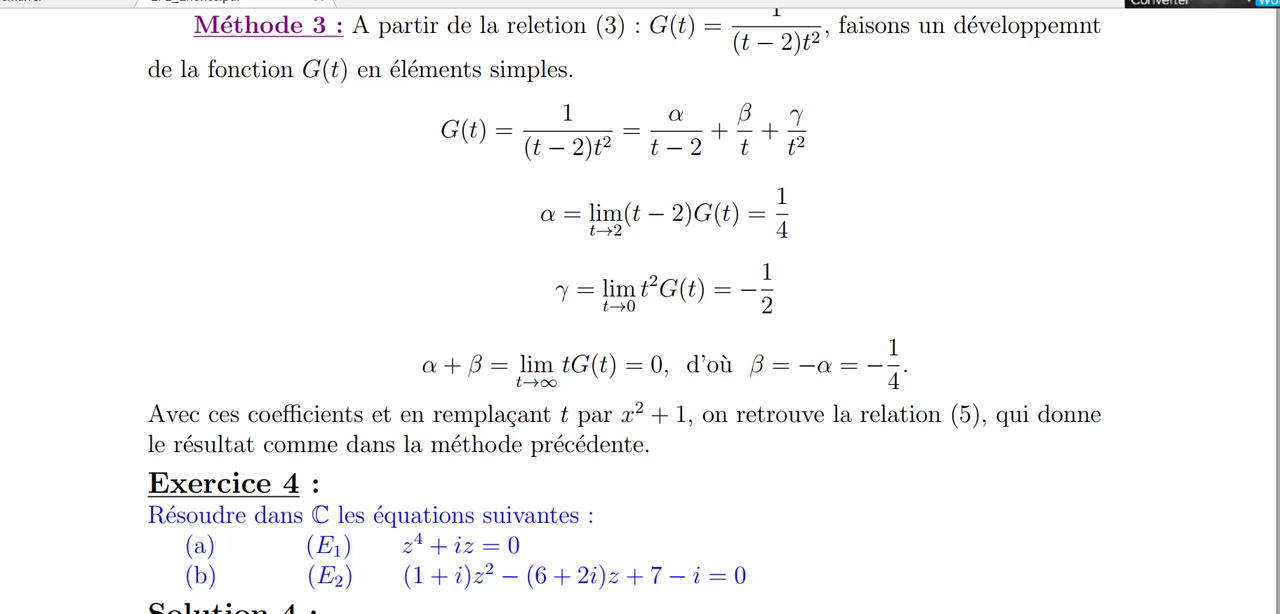 Converter
Méthode 3 : A partir de la reletion (3) : G(t) = 1/((t − 2)t²), faisons un développemnt
de la fonction G(t) en éléments simples.
G(t) = 1/((t − 2)t²) = α/(t − 2) + β/t + γ/t²
α = lim_{t→2} (t − 2)G(t) = 1/4
γ = lim_{t→0} t²G(t) = −1/2
α + β = lim_{t→∞} tG(t) = 0, d'où β = −α = −1/4.
Avec ces coefficients et en remplaçant t par x² + 1, on retrouve la relation (5), qui donne
le résultat comme dans la méthode précédente.
Exercice 4 :
Résoudre dans ℂ les équations suivantes :
(a) (E₁) z⁴ + iz = 0
(b) (E₂) (1 + i)z² − (6 + 2i)z + 7 − i = 0
Solution 4 :